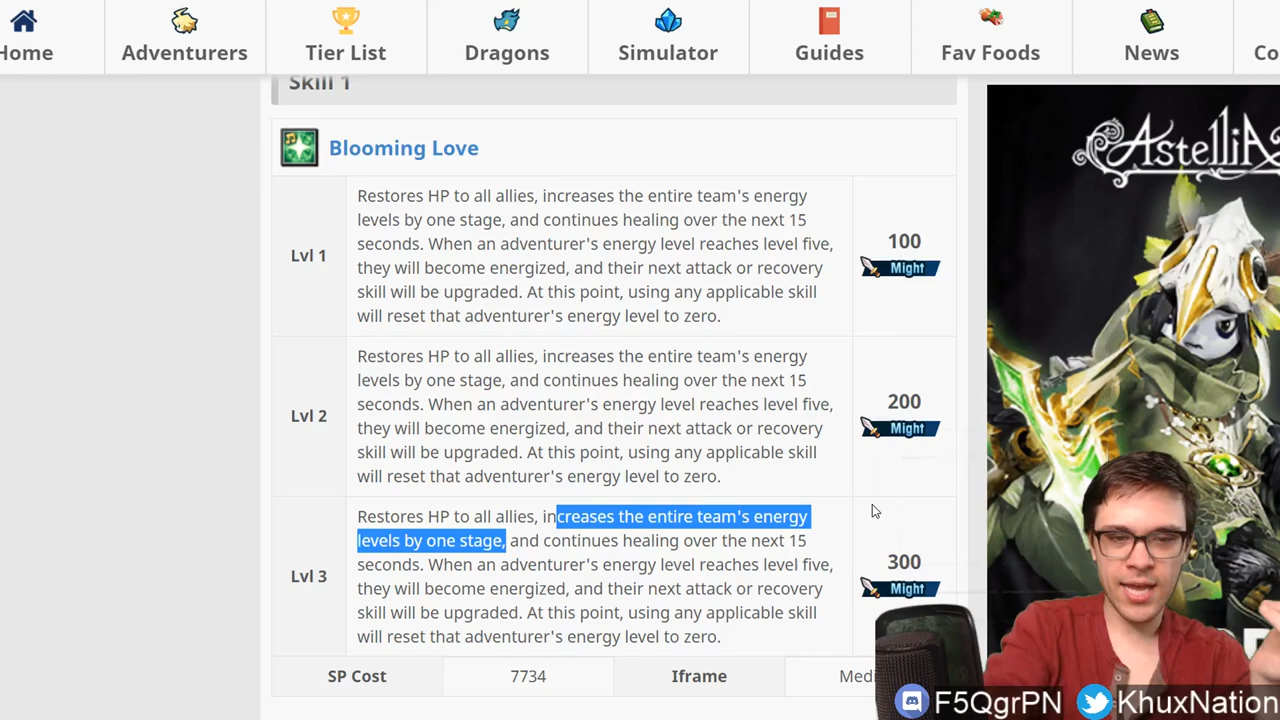 Home
Adventurers
Tier List
Dragons
Simulator
Guides
Fav Foods
News
Co
Skill 1
Blooming Love
Lvl 1
Restores HP to all allies, increases the entire team's energy
levels by one stage, and continues healing over the next 15
seconds. When an adventurer's energy level reaches level five,
they will become energized, and their next attack or recovery
skill will be upgraded. At this point, using any applicable skill
will reset that adventurer's energy level to zero.
100
Might
Lvl 2
Restores HP to all allies, increases the entire team's energy
levels by one stage, and continues healing over the next 15
seconds. When an adventurer's energy level reaches level five,
they will become energized, and their next attack or recovery
skill will be upgraded. At this point, using any applicable skill
will reset that adventurer's energy level to zero.
200
Might
Lvl 3
Restores HP to all allies, increases the entire team's energy
levels by one stage, and continues healing over the next 15
seconds. When an adventurer's energy level reaches level five,
they will become energized, and their next attack or recovery
skill will be upgraded. At this point, using any applicable skill
will reset that adventurer's energy level to zero.
300
Might
SP Cost
7734
Iframe
Med
Astellia
F5QgrPN
KhuxNation